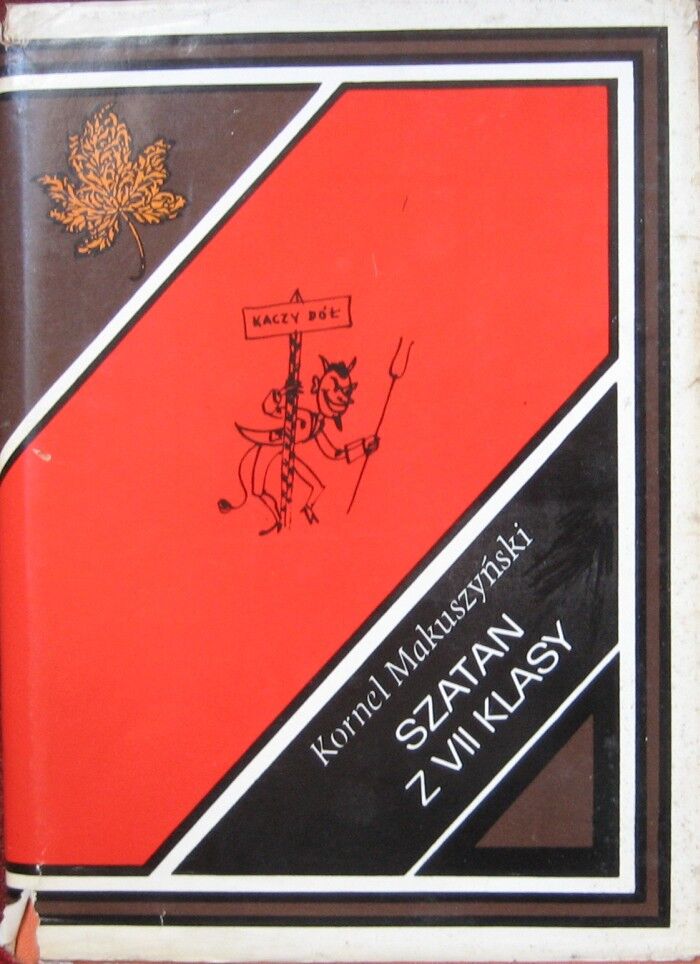 KACZY DÓŁ
Kornel Makuszyński
SZATAN
Z VII KLASY